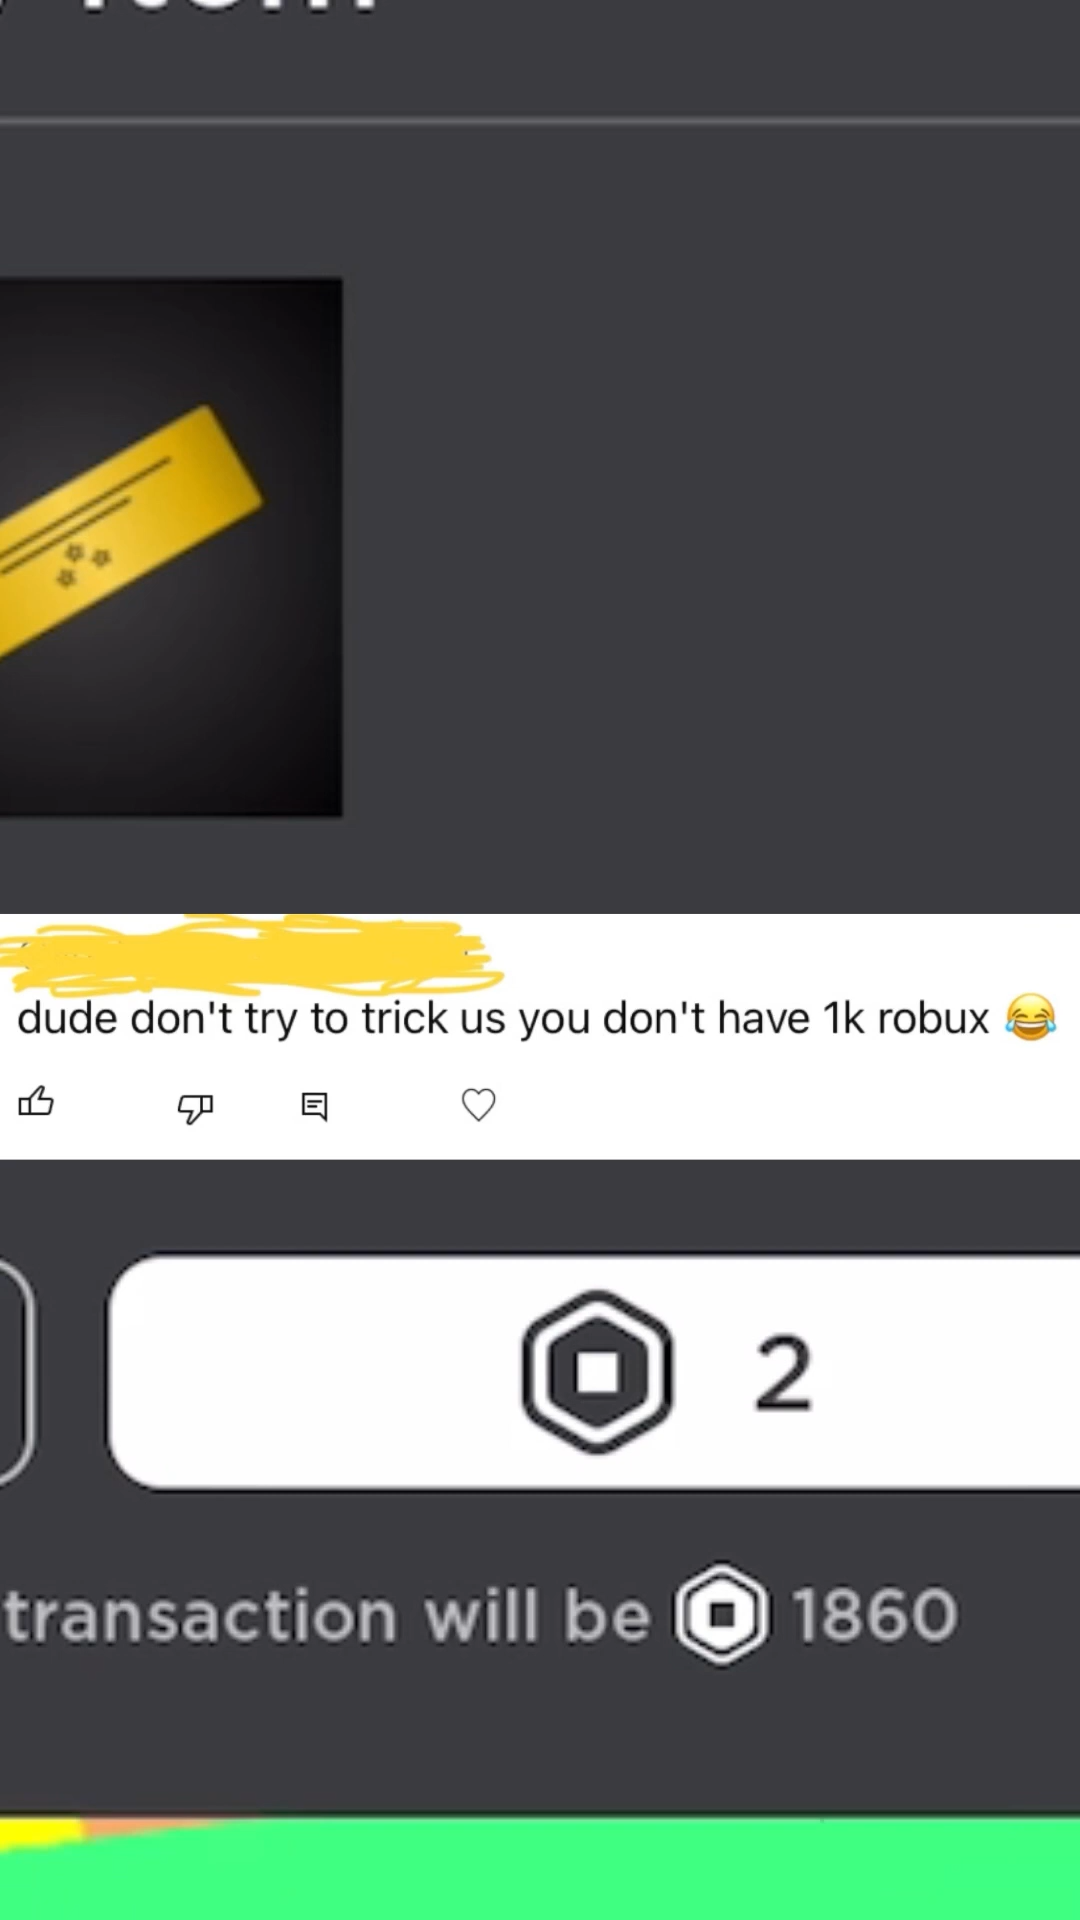 dude don't try to trick us you don't have 1k robux 😂
2
transaction will be 1860